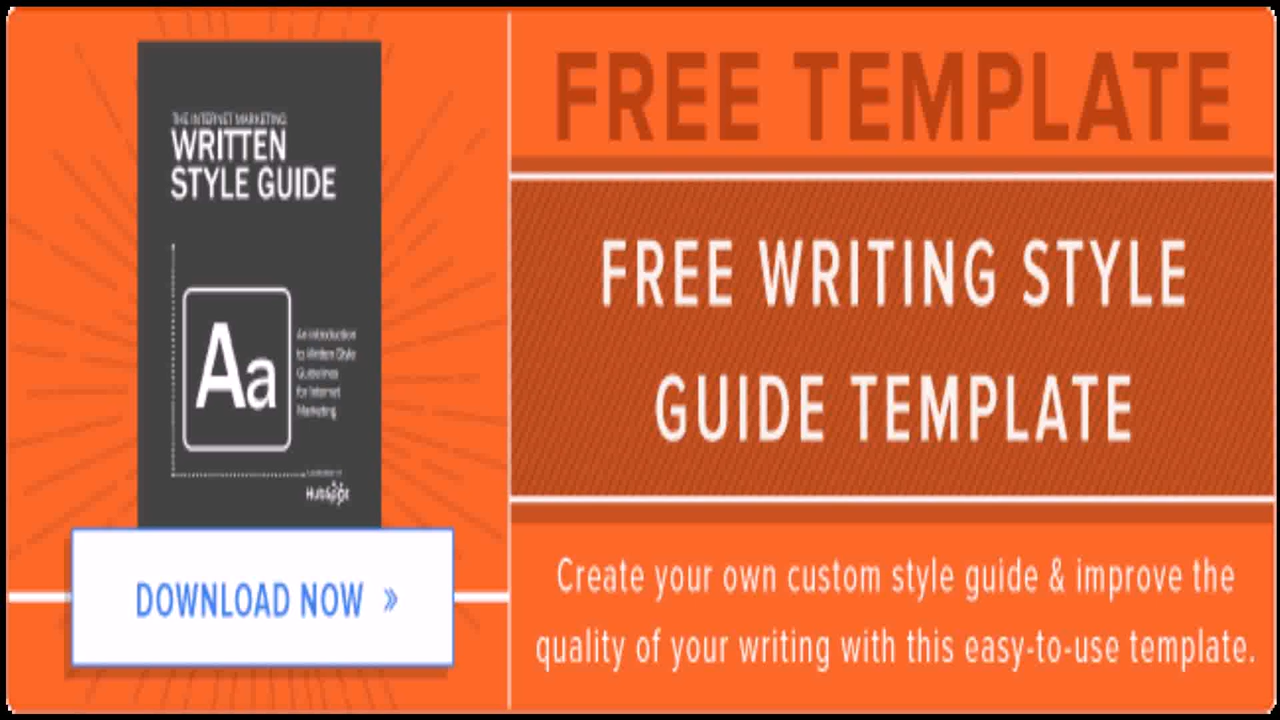 THE INTERNET MARKETING
WRITTEN
STYLE GUIDE
Aa
An Introduction
to Written Style
Guidelines
for Internet
Marketing
HubSpot
DOWNLOAD NOW »
FREE TEMPLATE
FREE WRITING STYLE
GUIDE TEMPLATE
Create your own custom style guide & improve the
quality of your writing with this easy-to-use template.